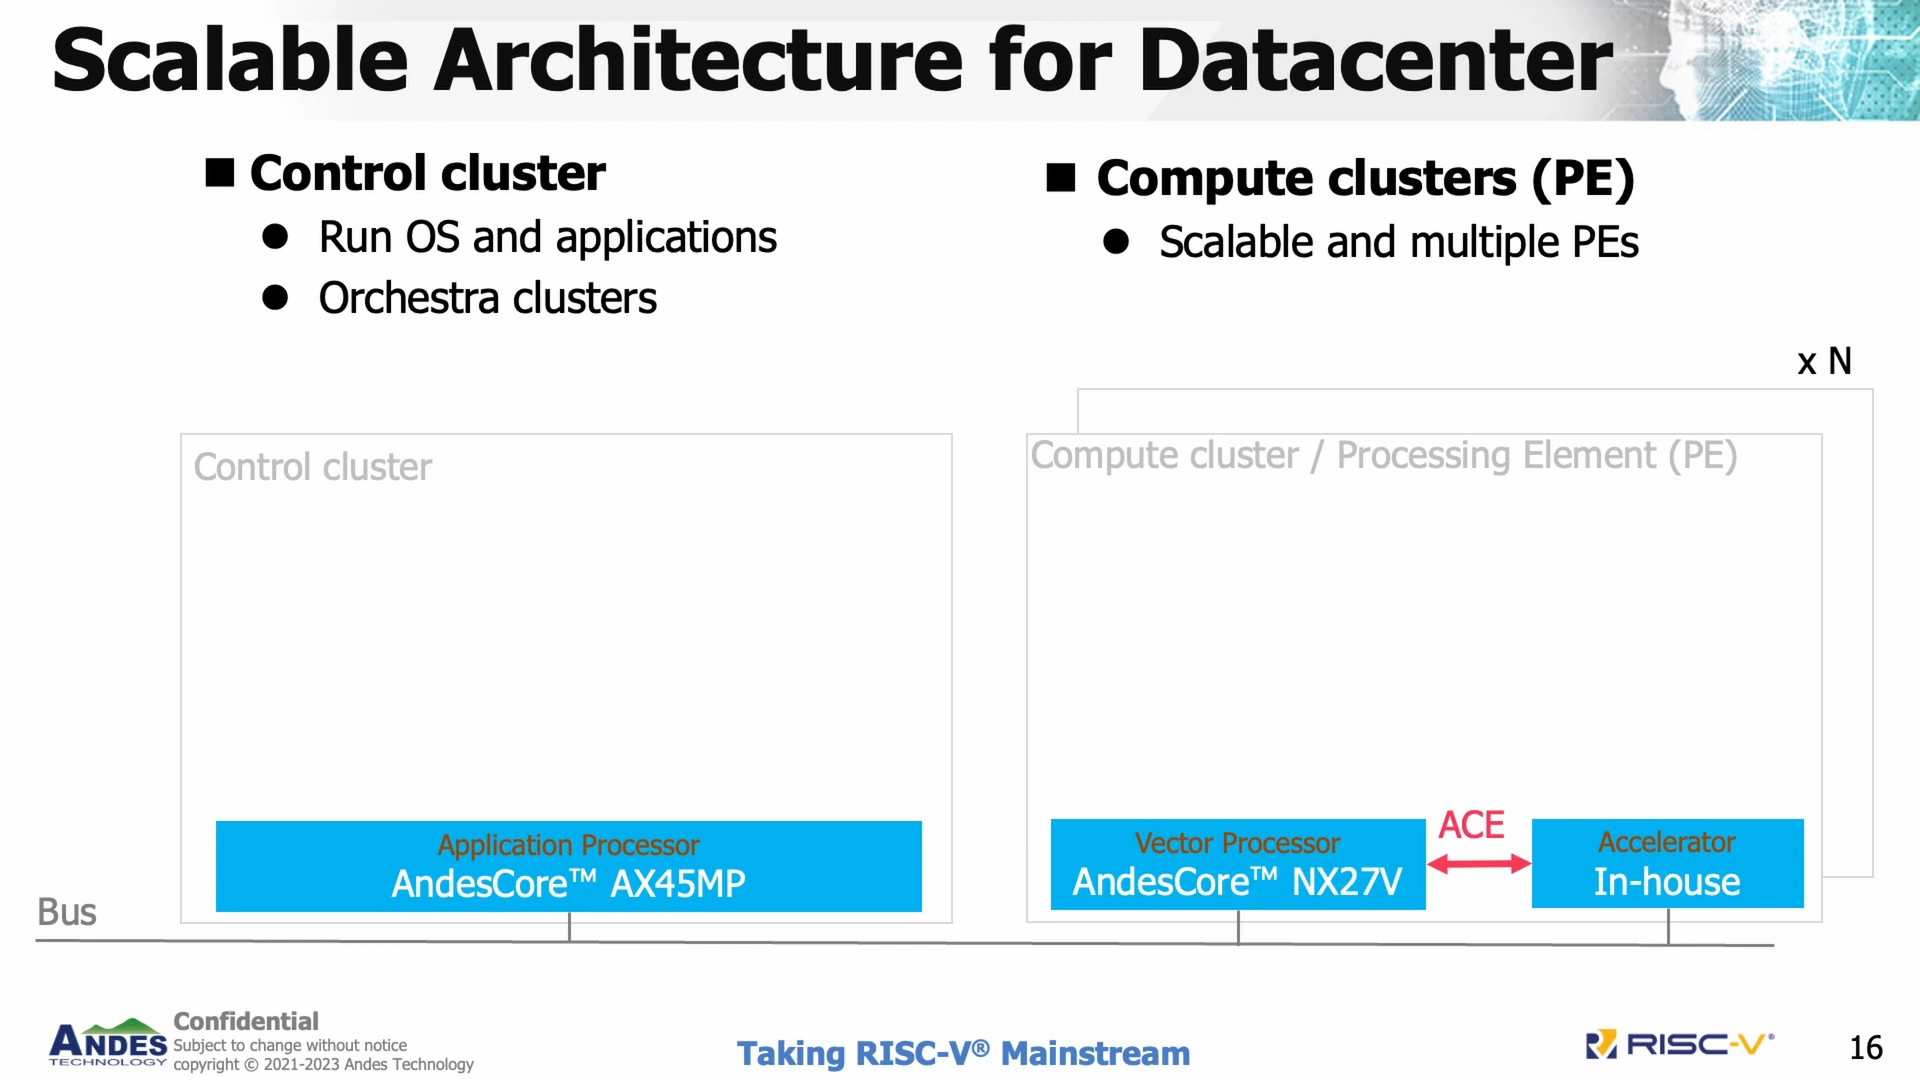 Scalable Architecture for Datacenter
■ Control cluster
● Run OS and applications
● Orchestra clusters
■ Compute clusters (PE)
● Scalable and multiple PEs
x N
Control cluster
Compute cluster / Processing Element (PE)
Application Processor
AndesCore™ AX45MP
Vector Processor
AndesCore™ NX27V
ACE
Accelerator
In-house
Bus
ANDES
TECHNOLOGY
Confidential
Subject to change without notice
copyright © 2021-2023 Andes Technology
Taking RISC-V® Mainstream
RISC-V®
16